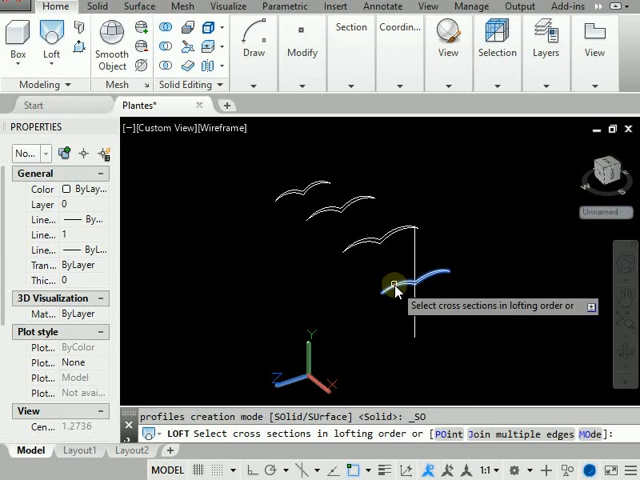 Home Solid Surface Mesh Visualize Parametric Insert Annotate View Manage Output Add-ins
Box Loft Smooth Object Draw Modify Section Coordin... View Selection Layers View
Modeling Mesh Solid Editing
Start Plantes*
PROPERTIES
[−][Custom View][Wireframe]
No...
General
Color ByLay...
Layer 0
Line... ByLay...
Line... 1
Tran... ByLayer
Thic... 0
3D Visualization
Mat... ByLayer
Plot style
Plot... ByColor
Plot... None
Plot... Model
Plot... Not avai...
View
Cen... 1.2736
W
S
Unnamed
Select cross sections in lofting order or
Y
Z X
profiles creation mode [SOlid/SUrface] <Solid>: _SO
LOFT Select cross sections in lofting order or [POint Join multiple edges MOde]:
Model Layout1 Layout2
MODEL 1:1